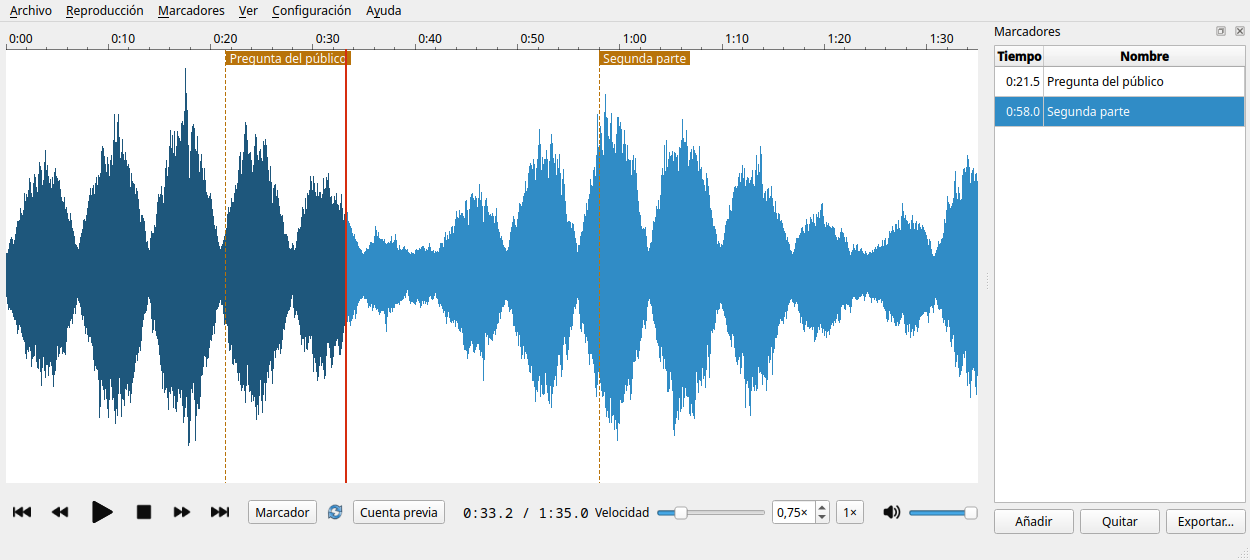 Archivo Reproducción Marcadores Ver Configuración Ayuda
0:00 0:10 0:20 0:30 0:40 0:50 1:00 1:10 1:20 1:30
Pregunta del público Segunda parte
Marcadores
Tiempo Nombre
0:21.5 Pregunta del público
0:58.0 Segunda parte
Marcador Cuenta previa 0:33.2 / 1:35.0 Velocidad 0,75× 1×
Añadir Quitar Exportar...